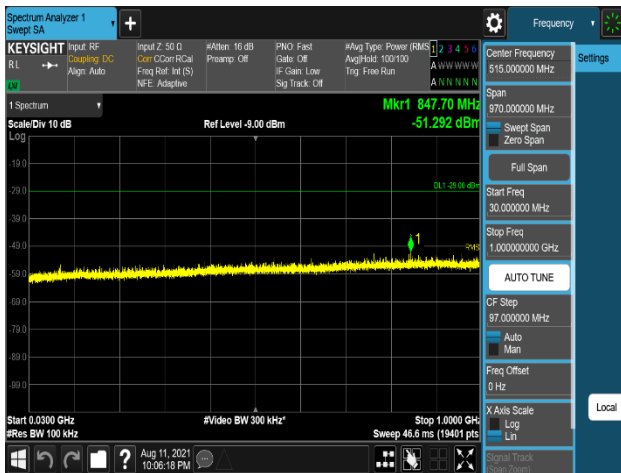 Spectrum Analyzer 1
Swept SA
+
Frequency
KEYSIGHT
RL
Input: RF
Coupling: DC
Align: Auto
Input Z: 50 Ω
Corr CCorr RCal
Freq Ref: Int (S)
NFE: Adaptive
#Atten: 16 dB
Preamp: Off
PNO: Fast
Gate: Off
IF Gain: Low
Sig Track: Off
#Avg Type: Power (RMS
Avg|Hold: 100/100
Trig: Free Run
1 2 3 4 5 6
A W W W W W
A N N N N N
1 Spectrum
Scale/Div 10 dB
Log
Ref Level -9.00 dBm
Mkr1 847.70 MHz
-51.292 dBm
-19.0
-29.0
-39.0
-49.0
-59.0
-69.0
-79.0
-89.0
-99.0
DL1 -29.00 dBm
1
RMS
Start 0.0300 GHz
#Res BW 100 kHz
#Video BW 300 kHz*
Stop 1.0000 GHz
Sweep 46.6 ms (19401 pts
?
Aug 11, 2021
10:06:18 PM
Center Frequency
515.000000 MHz
Settings
Span
970.000000 MHz
Swept Span
Zero Span
Full Span
Start Freq
30.000000 MHz
Stop Freq
1.000000000 GHz
AUTO TUNE
CF Step
97.000000 MHz
Auto
Man
Freq Offset
0 Hz
X Axis Scale
Log
Lin
Local
Signal Track
(Span Zoom)